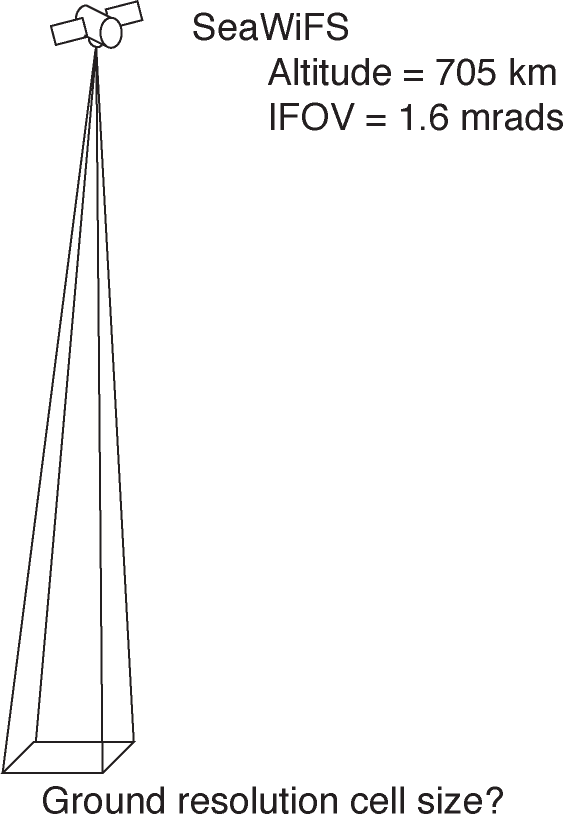 SeaWiFS
Altitude = 705 km
IFOV = 1.6 mrads
Ground resolution cell size?